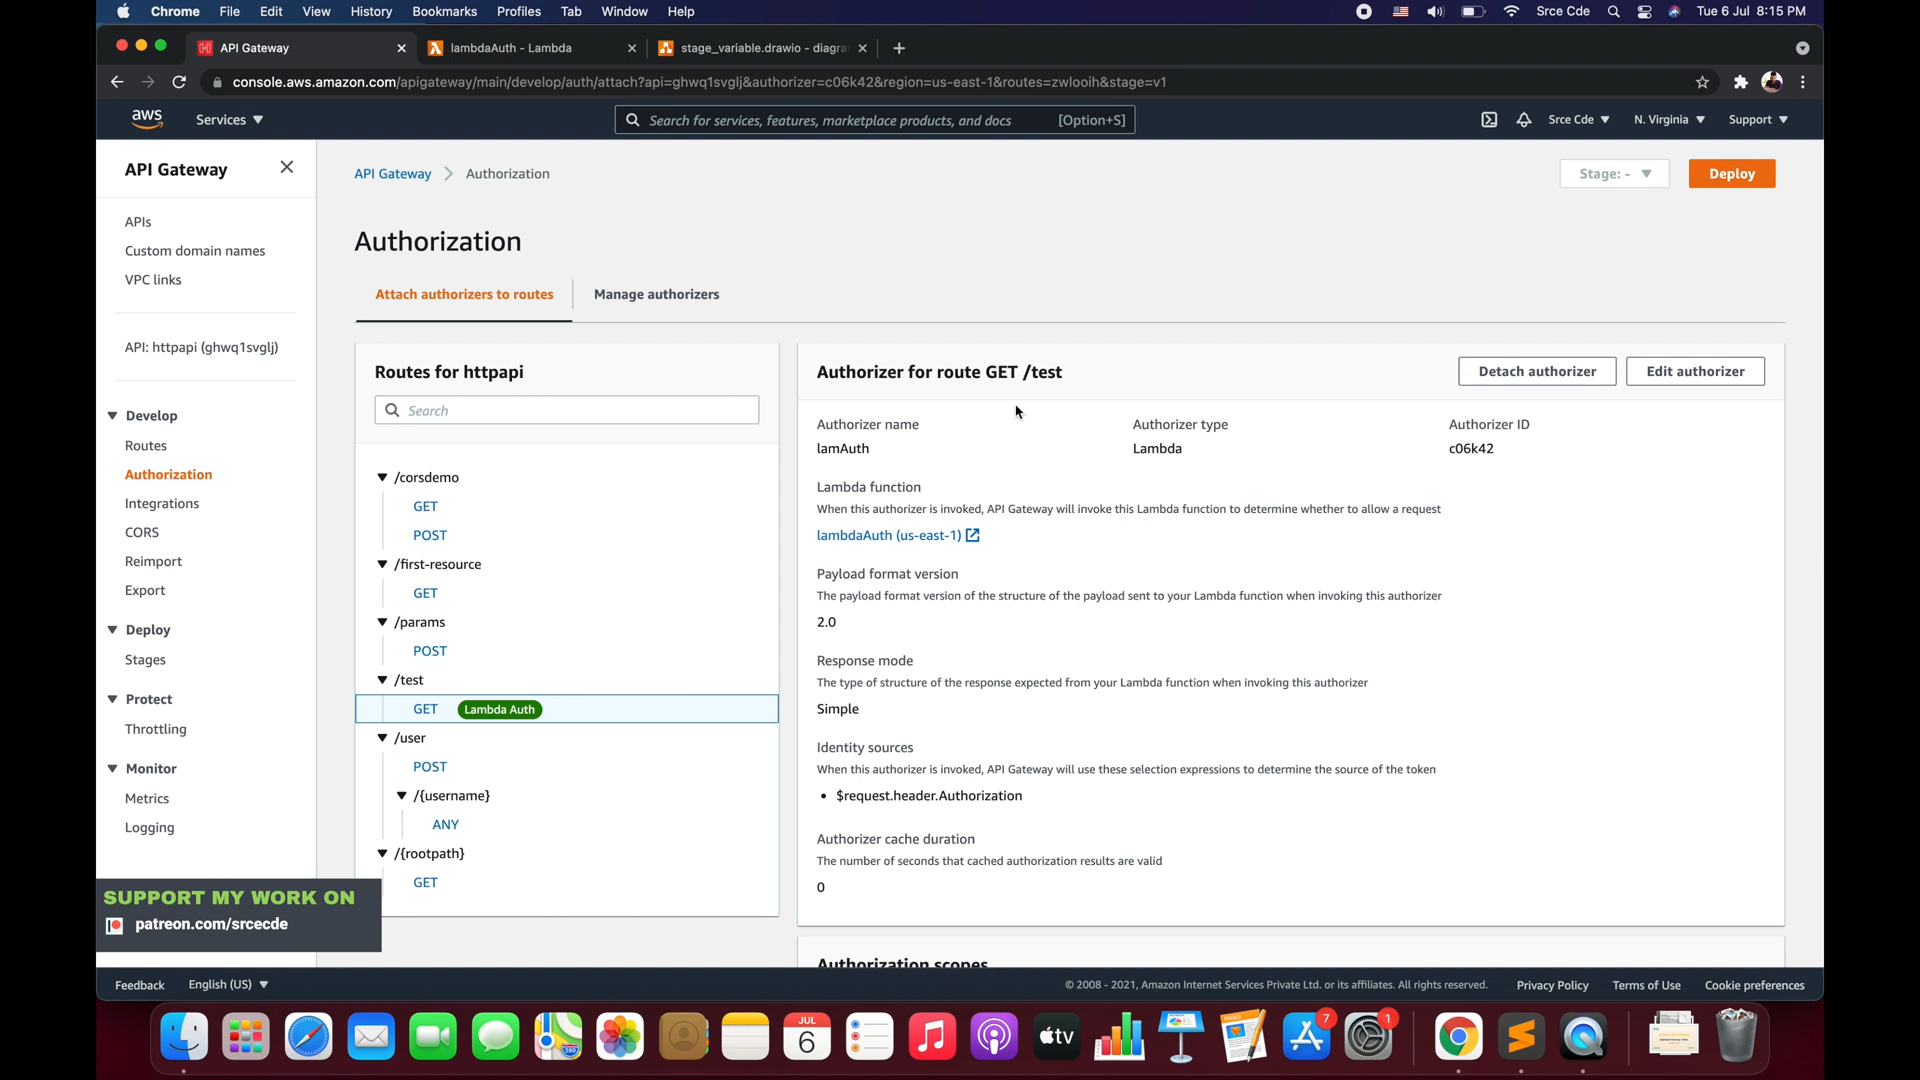 Chrome File Edit View History Bookmarks Profiles Tab Window Help Srce Cde Tue 6 Jul 8:15 PM
API Gateway lambdaAuth - Lambda stage_variable.drawio - diagra
console.aws.amazon.com/apigateway/main/develop/auth/attach?api=ghwq1svglj&authorizer=c06k42&region=us-east-1&routes=zwlooih&stage=v1
aws Services Search for services, features, marketplace products, and docs [Option+S] Srce Cde N. Virginia Support
API Gateway
APIs
Custom domain names
VPC links
API: httpapi (ghwq1svglj)
Develop
Routes
Authorization
Integrations
CORS
Reimport
Export
Deploy
Stages
Protect
Throttling
Monitor
Metrics
Logging
SUPPORT MY WORK ON
patreon.com/srcecde
API Gateway Authorization
Stage: - Deploy
Authorization
Attach authorizers to routes Manage authorizers
Routes for httpapi
Search
/corsdemo
GET
POST
/first-resource
GET
/params
POST
/test
GET Lambda Auth
/user
POST
/{username}
ANY
/{rootpath}
GET
Authorizer for route GET /test Detach authorizer Edit authorizer
Authorizer name Authorizer type Authorizer ID
lamAuth Lambda c06k42
Lambda function
When this authorizer is invoked, API Gateway will invoke this Lambda function to determine whether to allow a request
lambdaAuth (us-east-1)
Payload format version
The payload format version of the structure of the payload sent to your Lambda function when invoking this authorizer
2.0
Response mode
The type of structure of the response expected from your Lambda function when invoking this authorizer
Simple
Identity sources
When this authorizer is invoked, API Gateway will use these selection expressions to determine the source of the token
• $request.header.Authorization
Authorizer cache duration
The number of seconds that cached authorization results are valid
0
Authorization scopes
Feedback English (US) © 2008 - 2021, Amazon Internet Services Private Ltd. or its affiliates. All rights reserved. Privacy Policy Terms of Use Cookie preferences
JUL
6
tv
7
1